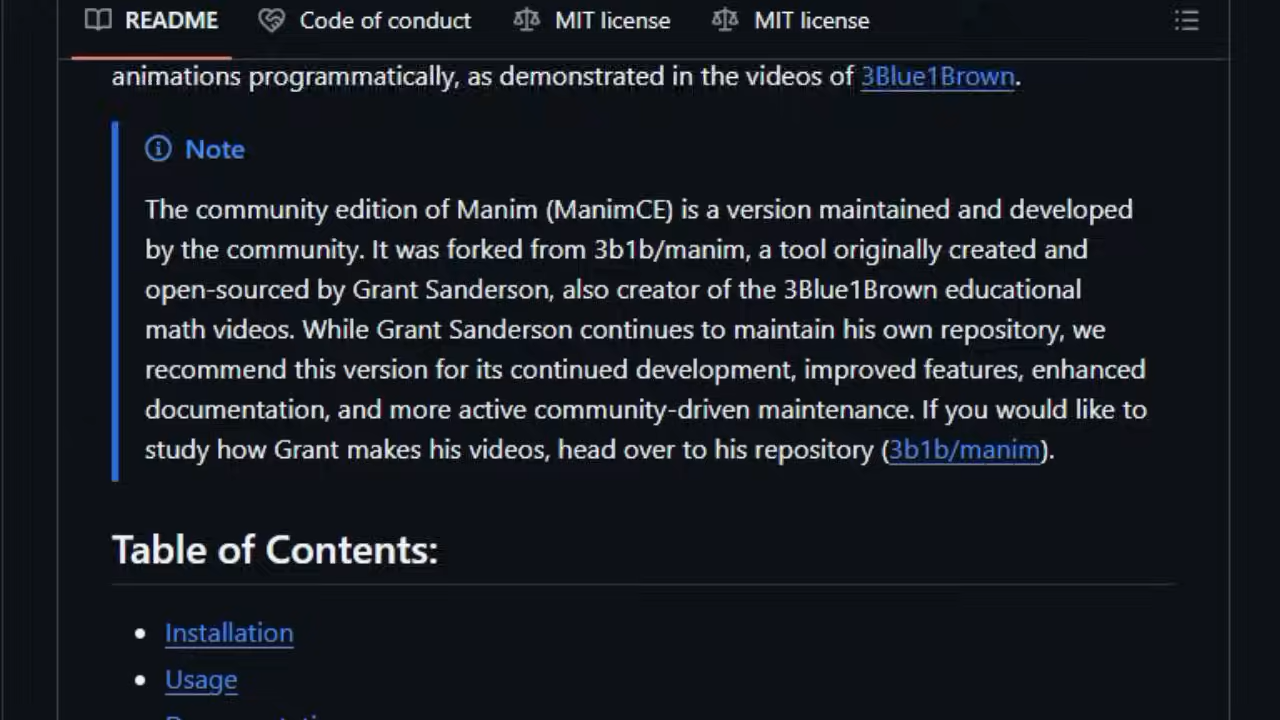 README Code of conduct MIT license MIT license
animations programmatically, as demonstrated in the videos of 3Blue1Brown.
Note
The community edition of Manim (ManimCE) is a version maintained and developed
by the community. It was forked from 3b1b/manim, a tool originally created and
open-sourced by Grant Sanderson, also creator of the 3Blue1Brown educational
math videos. While Grant Sanderson continues to maintain his own repository, we
recommend this version for its continued development, improved features, enhanced
documentation, and more active community-driven maintenance. If you would like to
study how Grant makes his videos, head over to his repository (3b1b/manim).
Table of Contents:
Installation
Usage